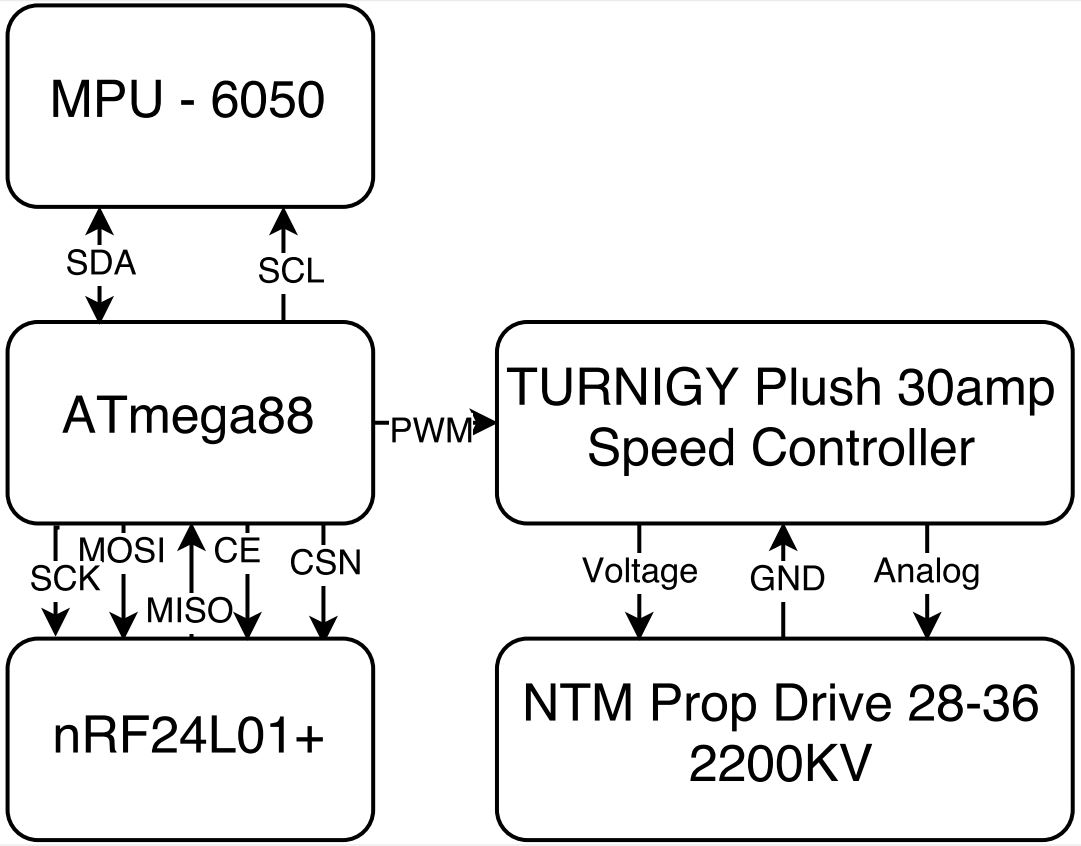 MPU - 6050
SDA
SCL
ATmega88
PWM
TURNIGY Plush 30amp
Speed Controller
SCK
MOSI
MISO
CE
CSN
Voltage
GND
Analog
nRF24L01+
NTM Prop Drive 28-36
2200KV